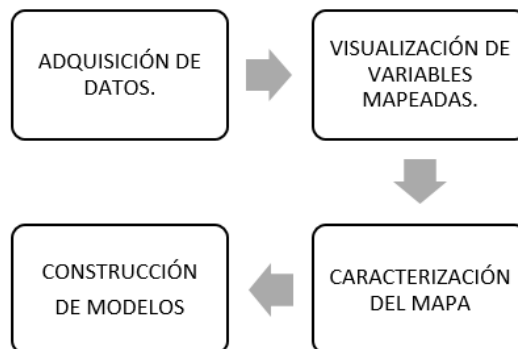 ADQUISICIÓN DE
DATOS.
VISUALIZACIÓN DE
VARIABLES
MAPEADAS.
CARACTERIZACIÓN
DEL MAPA
CONSTRUCCIÓN
DE MODELOS